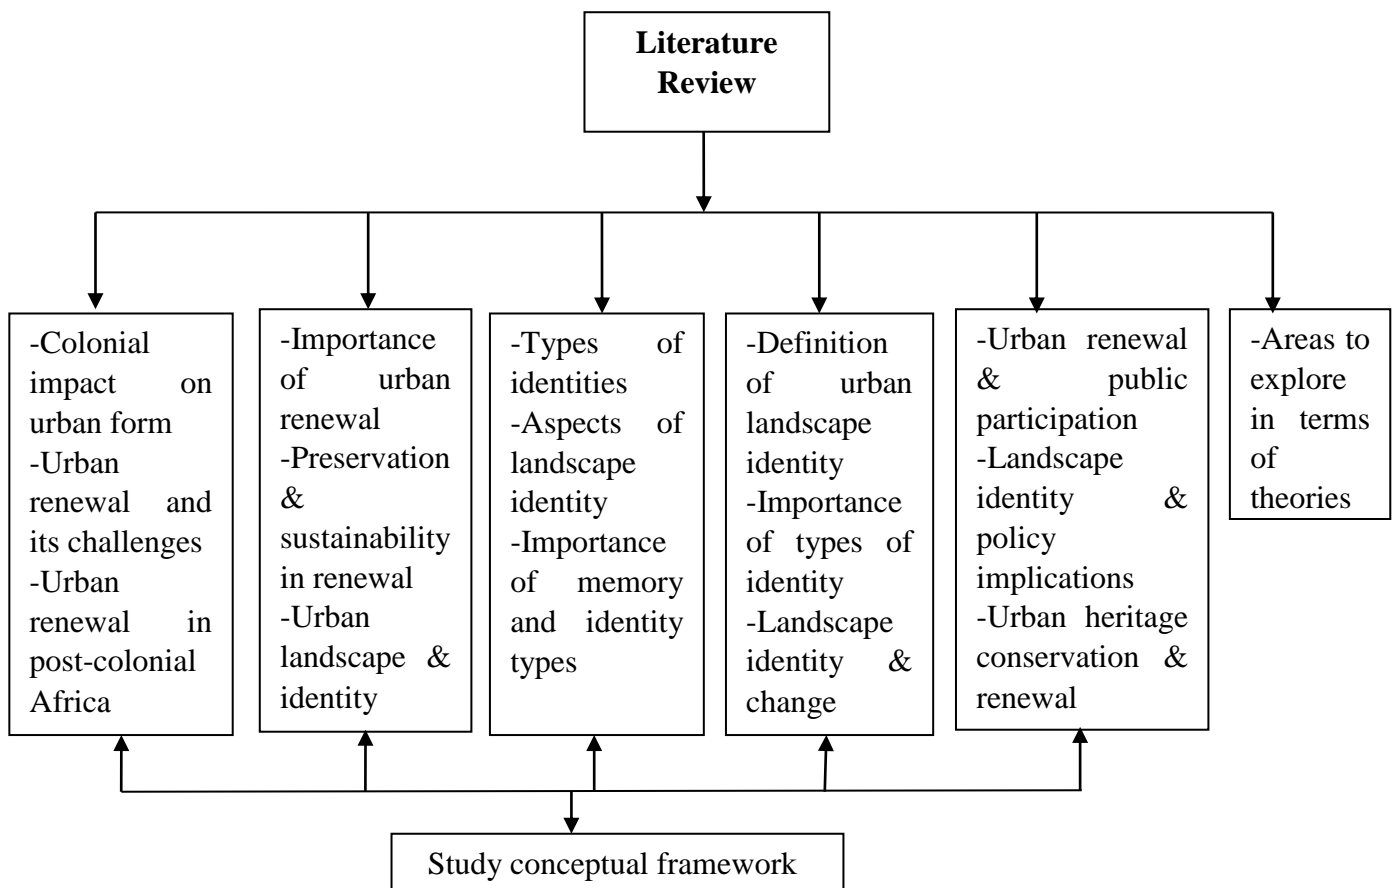 Literature
Review
-Colonial
impact on
urban form
-Urban
renewal and
its challenges
-Urban
renewal in
post-colonial
Africa
-Importance
of urban
renewal
-Preservation
&
sustainability
in renewal
-Urban
landscape &
identity
-Types of
identities
-Aspects of
landscape
identity
-Importance
of memory
and identity
types
-Definition
of urban
landscape
identity
-Importance
of types of
identity
-Landscape
identity &
change
-Urban renewal
& public
participation
-Landscape
identity &
policy
implications
-Urban heritage
conservation &
renewal
-Areas to
explore
in terms
of
theories
Study conceptual framework